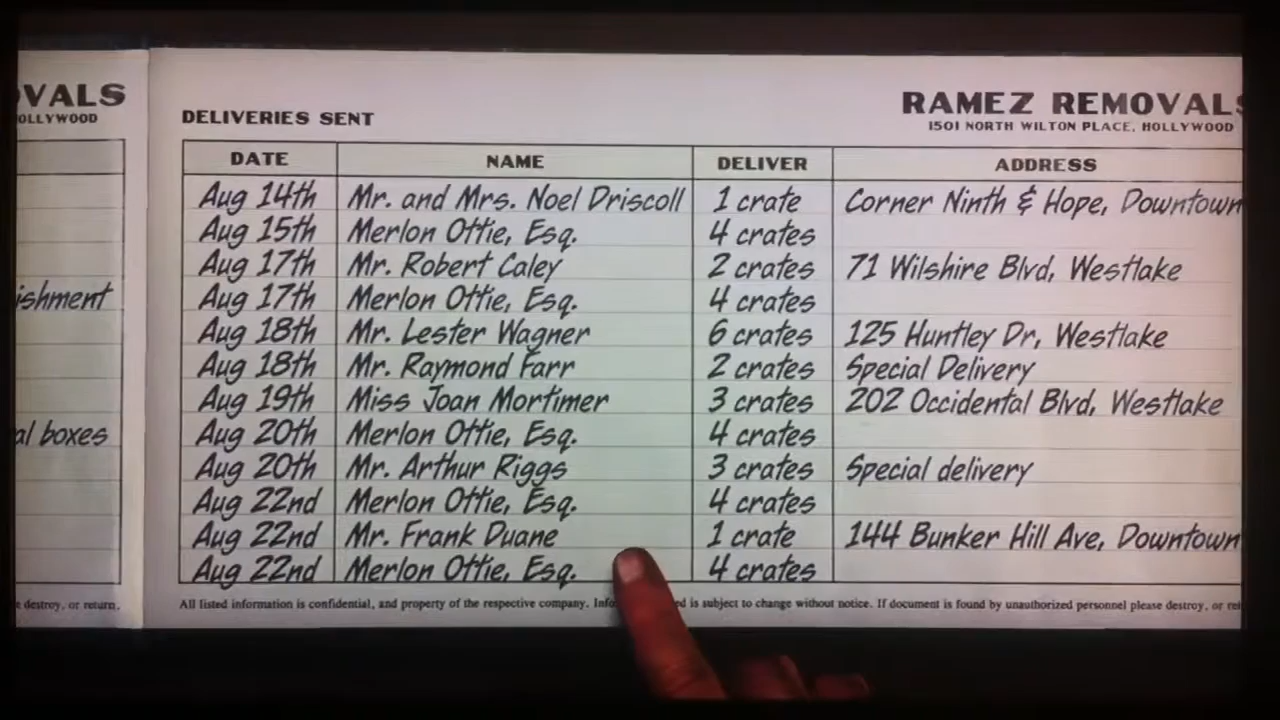 OVALS
OLLYWOOD
ishment
al boxes
e destroy, or return.
DELIVERIES SENT
RAMEZ REMOVALS
1501 NORTH WILTON PLACE, HOLLYWOOD
DATE NAME DELIVER ADDRESS
Aug 14th Mr. and Mrs. Noel Driscoll 1 crate Corner Ninth & Hope, Downtown
Aug 15th Merlon Ottie, Esq. 4 crates
Aug 17th Mr. Robert Caley 2 crates 71 Wilshire Blvd, Westlake
Aug 17th Merlon Ottie, Esq. 4 crates
Aug 18th Mr. Lester Wagner 6 crates 125 Huntley Dr, Westlake
Aug 18th Mr. Raymond Farr 2 crates Special Delivery
Aug 19th Miss Joan Mortimer 3 crates 202 Occidental Blvd, Westlake
Aug 20th Merlon Ottie, Esq. 4 crates
Aug 20th Mr. Arthur Riggs 3 crates Special delivery
Aug 22nd Merlon Ottie, Esq. 4 crates
Aug 22nd Mr. Frank Duane 1 crate 144 Bunker Hill Ave, Downtown
Aug 22nd Merlon Ottie, Esq. 4 crates
All listed information is confidential, and property of the respective company. is subject to change without notice. If document is found by unauthorized personnel please destroy, or